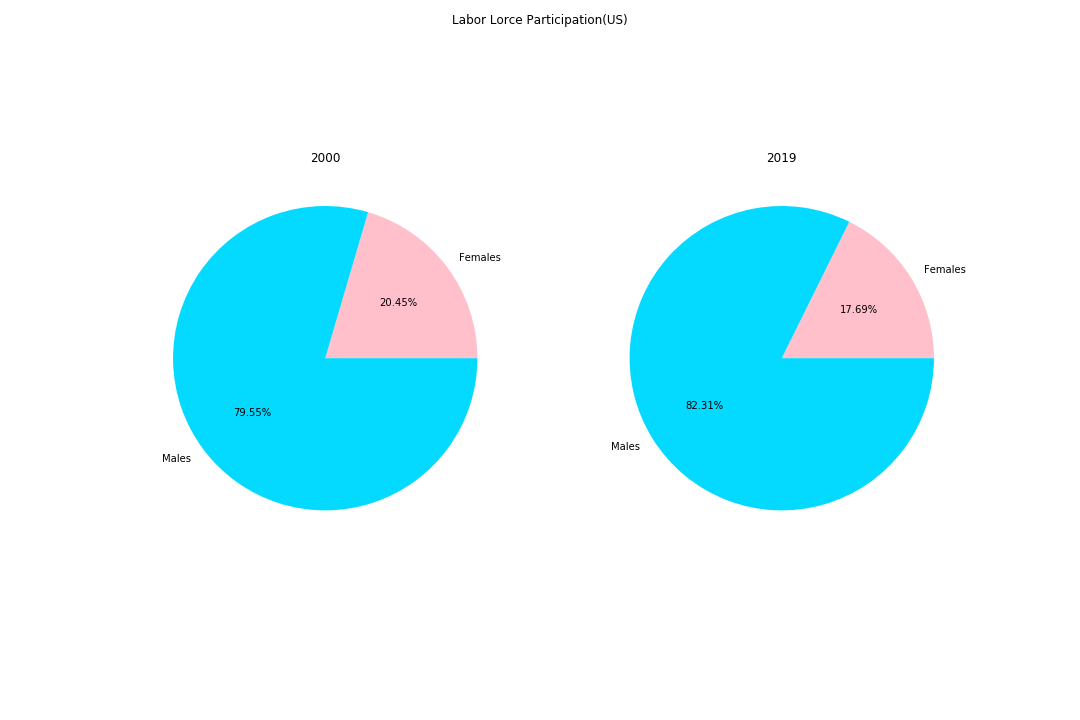 Labor Lorce Participation(US)
2000
Females
20.45%
79.55%
Males
2019
Females
17.69%
82.31%
Males